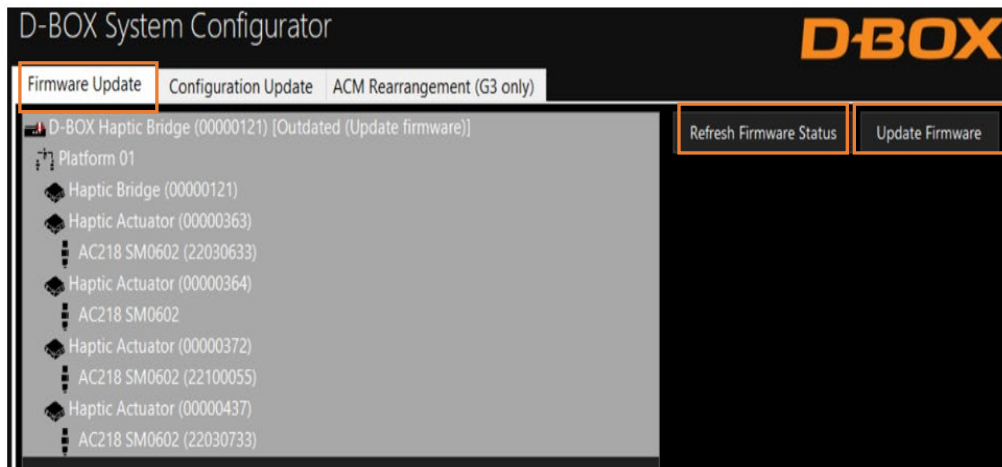 D-BOX System Configurator
D-BOX
Firmware Update
Configuration Update
ACM Rearrangement (G3 only)
D-BOX Haptic Bridge (00000121) [Outdated (Update firmware)]
Refresh Firmware Status
Update Firmware
Platform 01
Haptic Bridge (00000121)
Haptic Actuator (00000363)
AC218 SM0602 (22030633)
Haptic Actuator (00000364)
AC218 SM0602
Haptic Actuator (00000372)
AC218 SM0602 (22100055)
Haptic Actuator (00000437)
AC218 SM0602 (22030733)